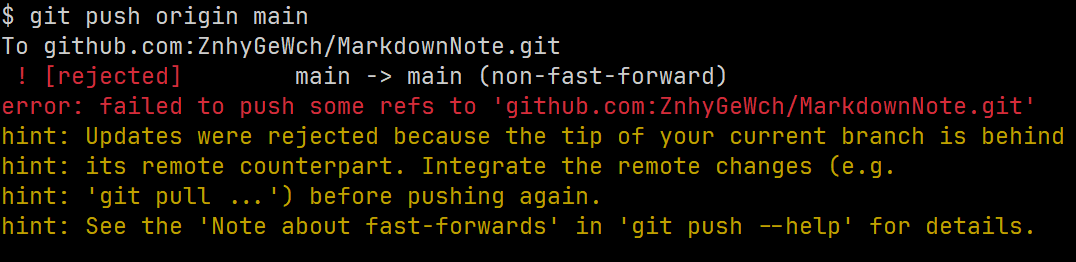 $ git push origin main
To github.com:ZnhyGeWch/MarkdownNote.git
 ! [rejected]        main -> main (non-fast-forward)
error: failed to push some refs to 'github.com:ZnhyGeWch/MarkdownNote.git'
hint: Updates were rejected because the tip of your current branch is behind
hint: its remote counterpart. Integrate the remote changes (e.g.
hint: 'git pull ...') before pushing again.
hint: See the 'Note about fast-forwards' in 'git push --help' for details.